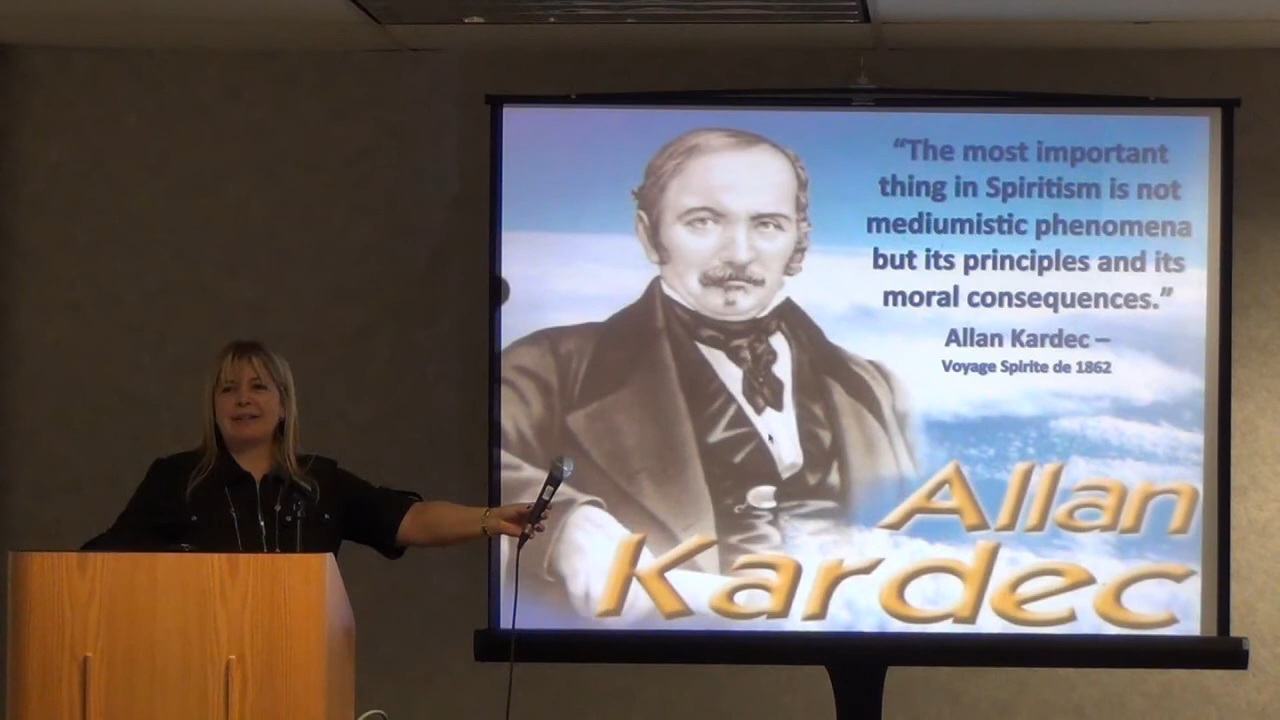 “The most important
thing in Spiritism is not
mediumistic phenomena
but its principles and its
moral consequences.”
Allan Kardec –
Voyage Spirite de 1862
Allan
Kardec